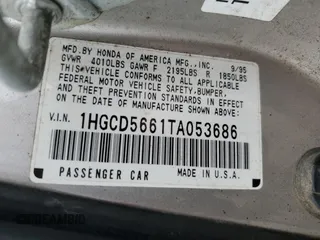 MFD.BY HONDA OF AMERICA MFG.,INC. 9/95
GVWR 4010LBS GAWR F 2195LBS R 1850LBS
THIS VEHICLE CONFORMS TO ALL APPLICABLE
FEDERAL MOTOR VEHICLE SAFETY,BUMPER,
AND THEFT PREVENTION STANDARDS IN
EFFECT ON THE DATE OF
MANUFACTURE SHOWN ABOVE.
V.I.N. 1HGCD5661TA053686
PASSENGER CAR MADE IN U.S.A.